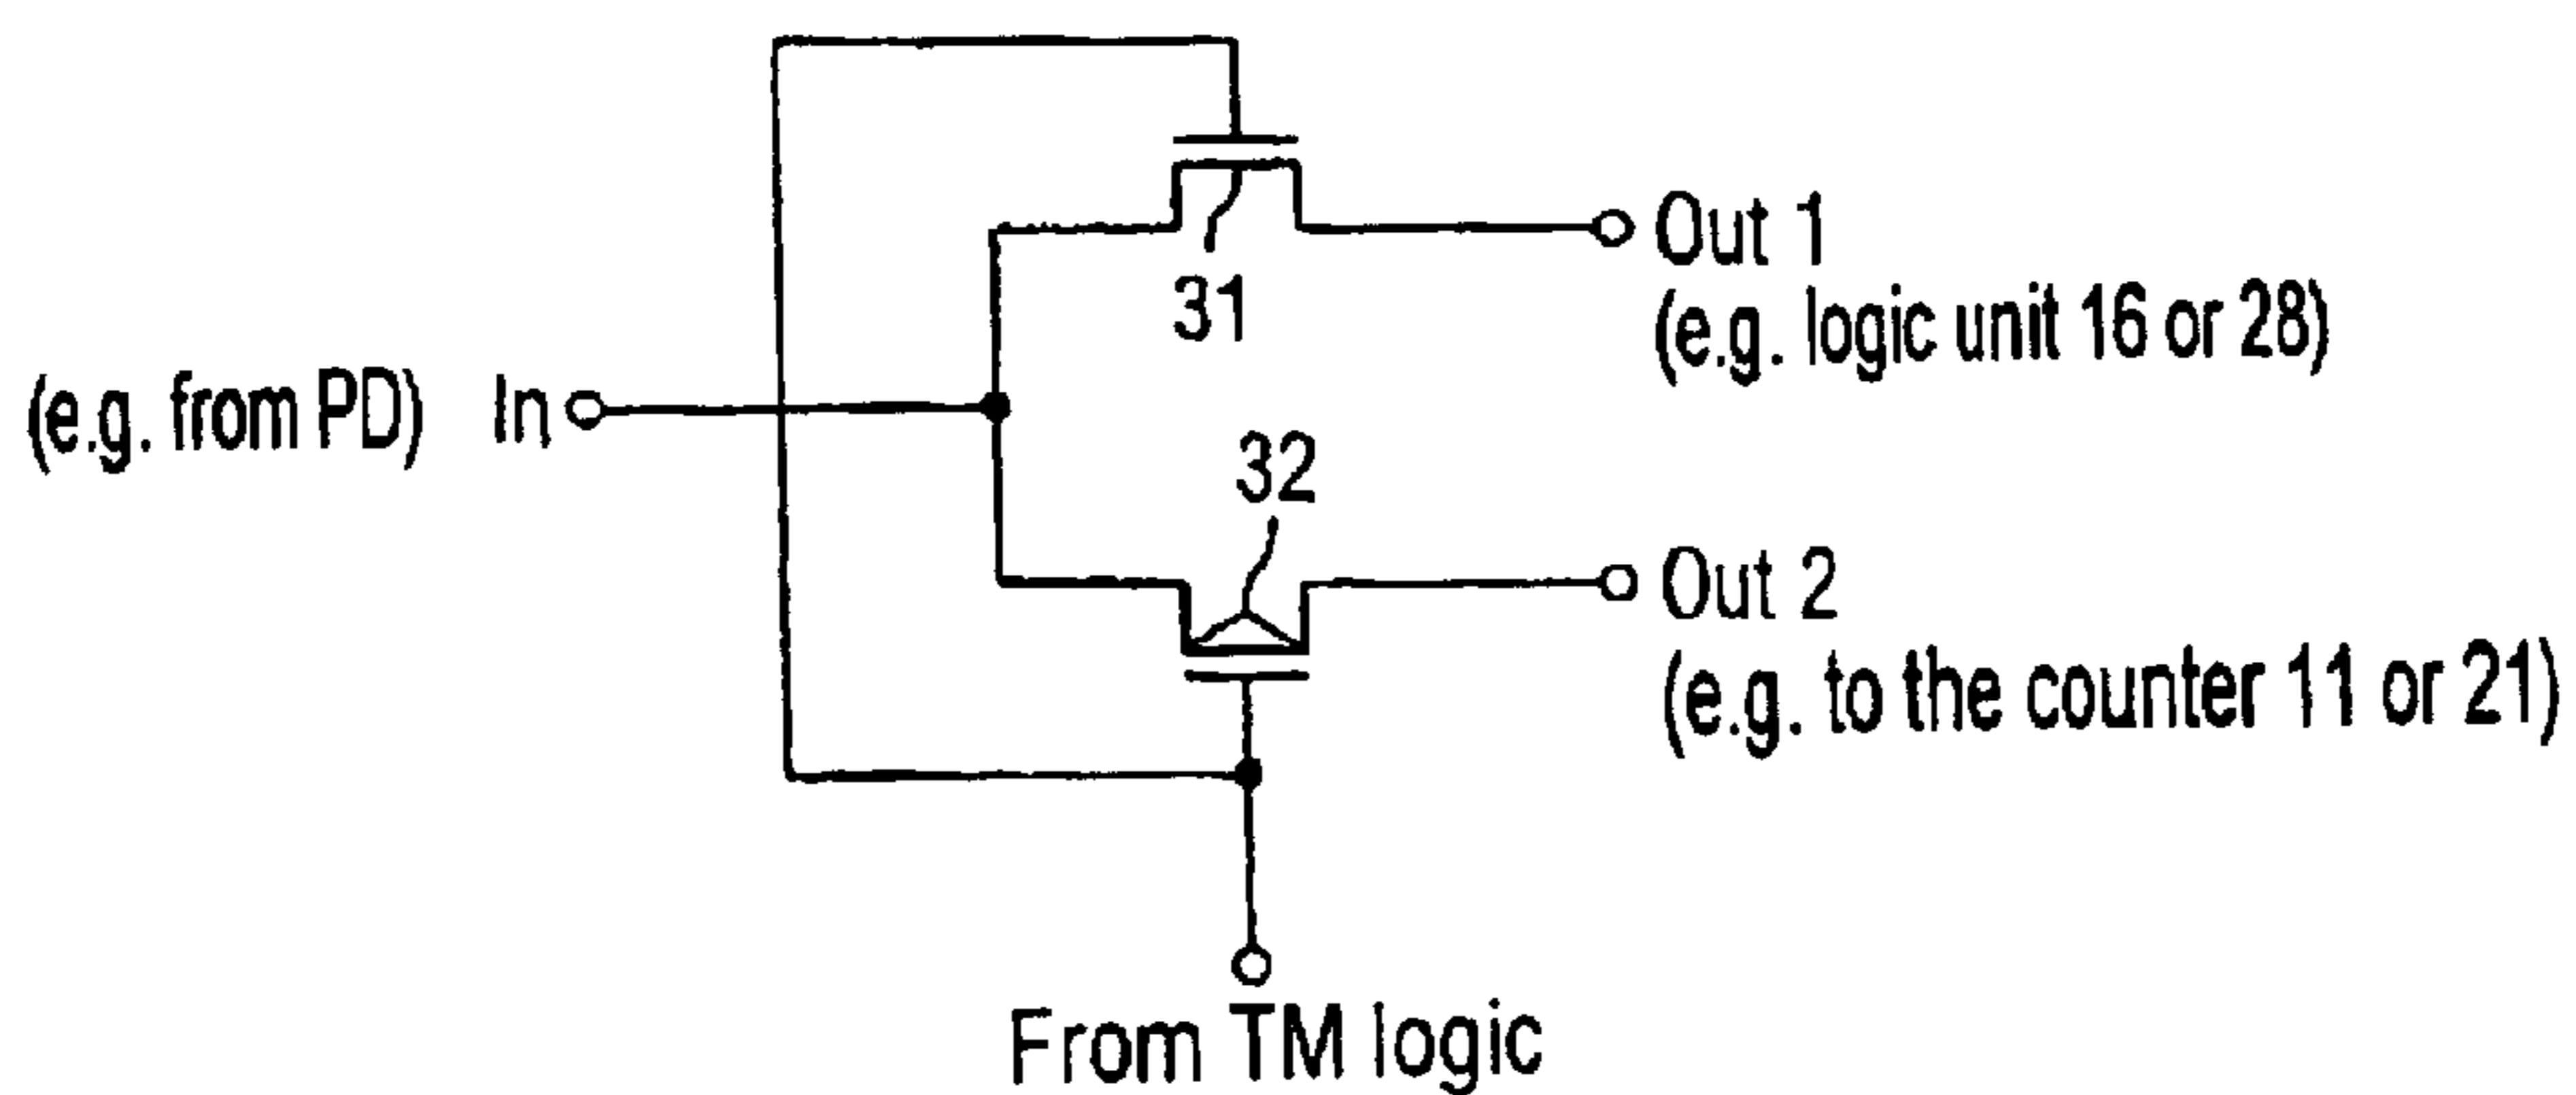 Out 1
31
(e.g. logic unit 16 or 28)
(e.g. from PD) In
32
Out 2
(e.g. to the counter 11 or 21)
From TM logic